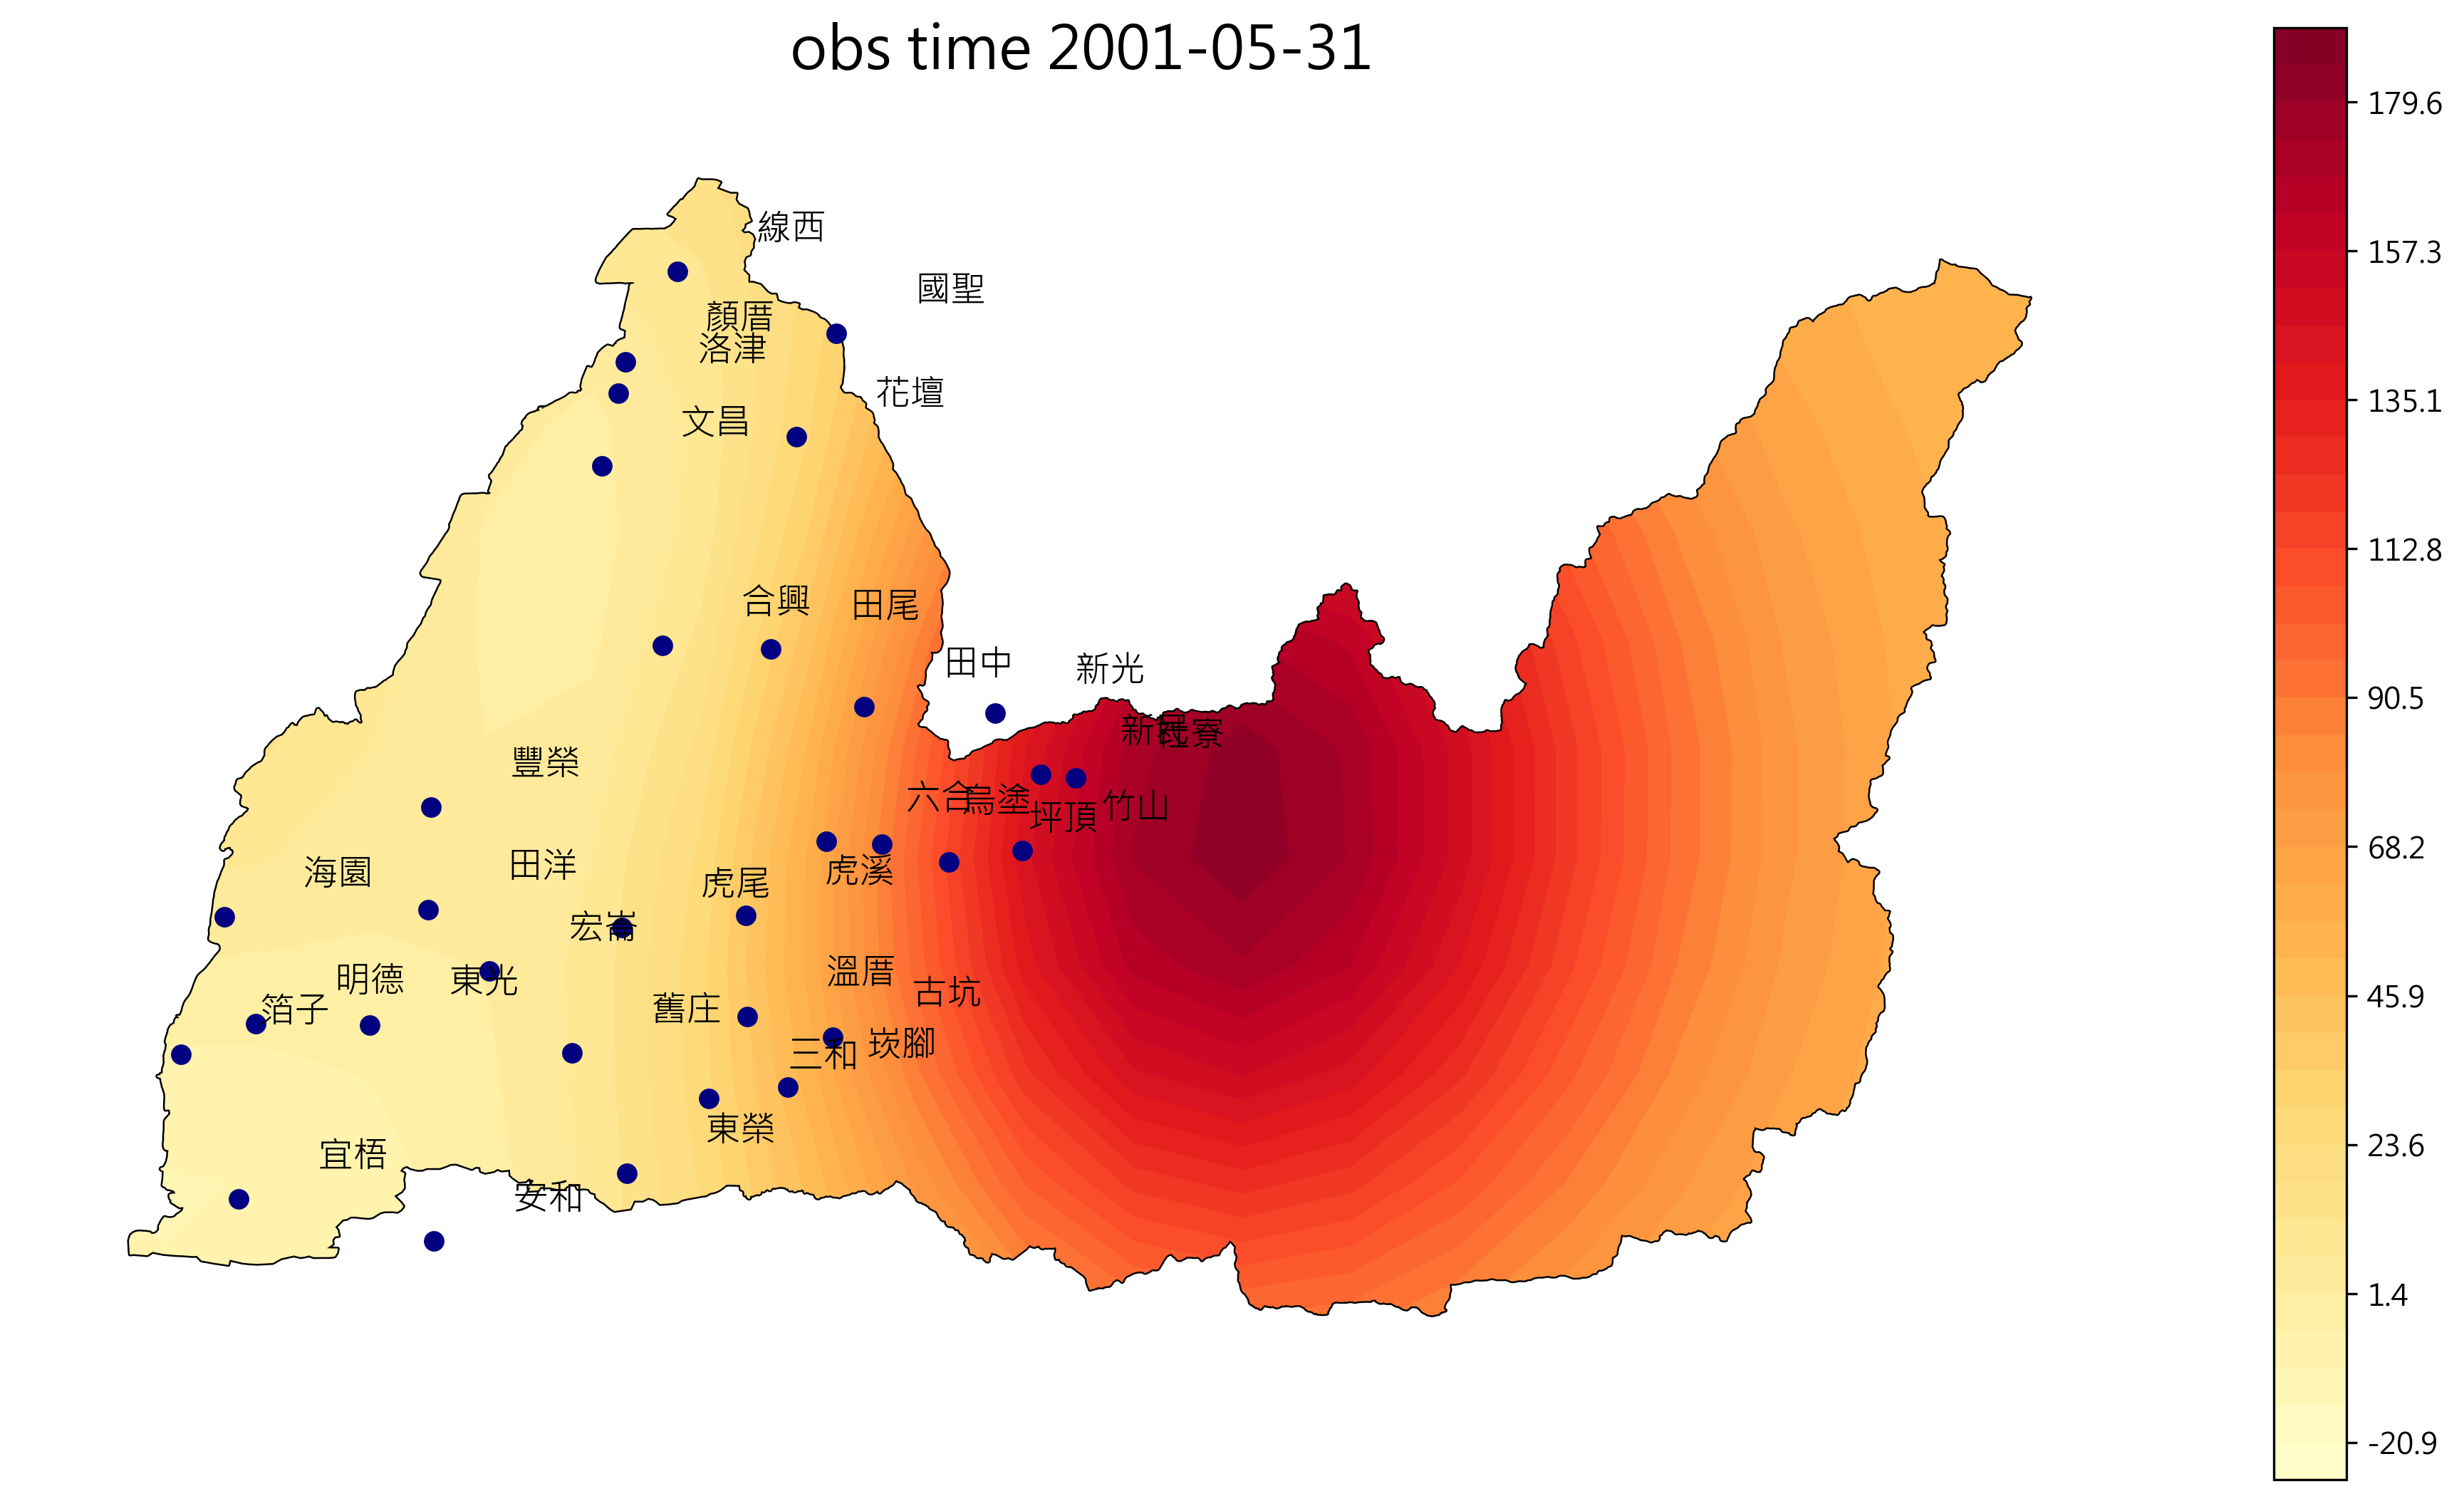 obs time 2001-05-31
線西
國聖
顏厝
洛津
花壇
文昌
合興
田尾
田中
新光
新民
社寮
豐榮
六合
烏塗
坪頂
竹山
海園
田洋
虎尾
虎溪
宏崙
明德
東光
溫厝
古坑
箔子
舊庄
三和
崁腳
東榮
宜梧
安和
179.6
157.3
135.1
112.8
90.5
68.2
45.9
23.6
1.4
-20.9